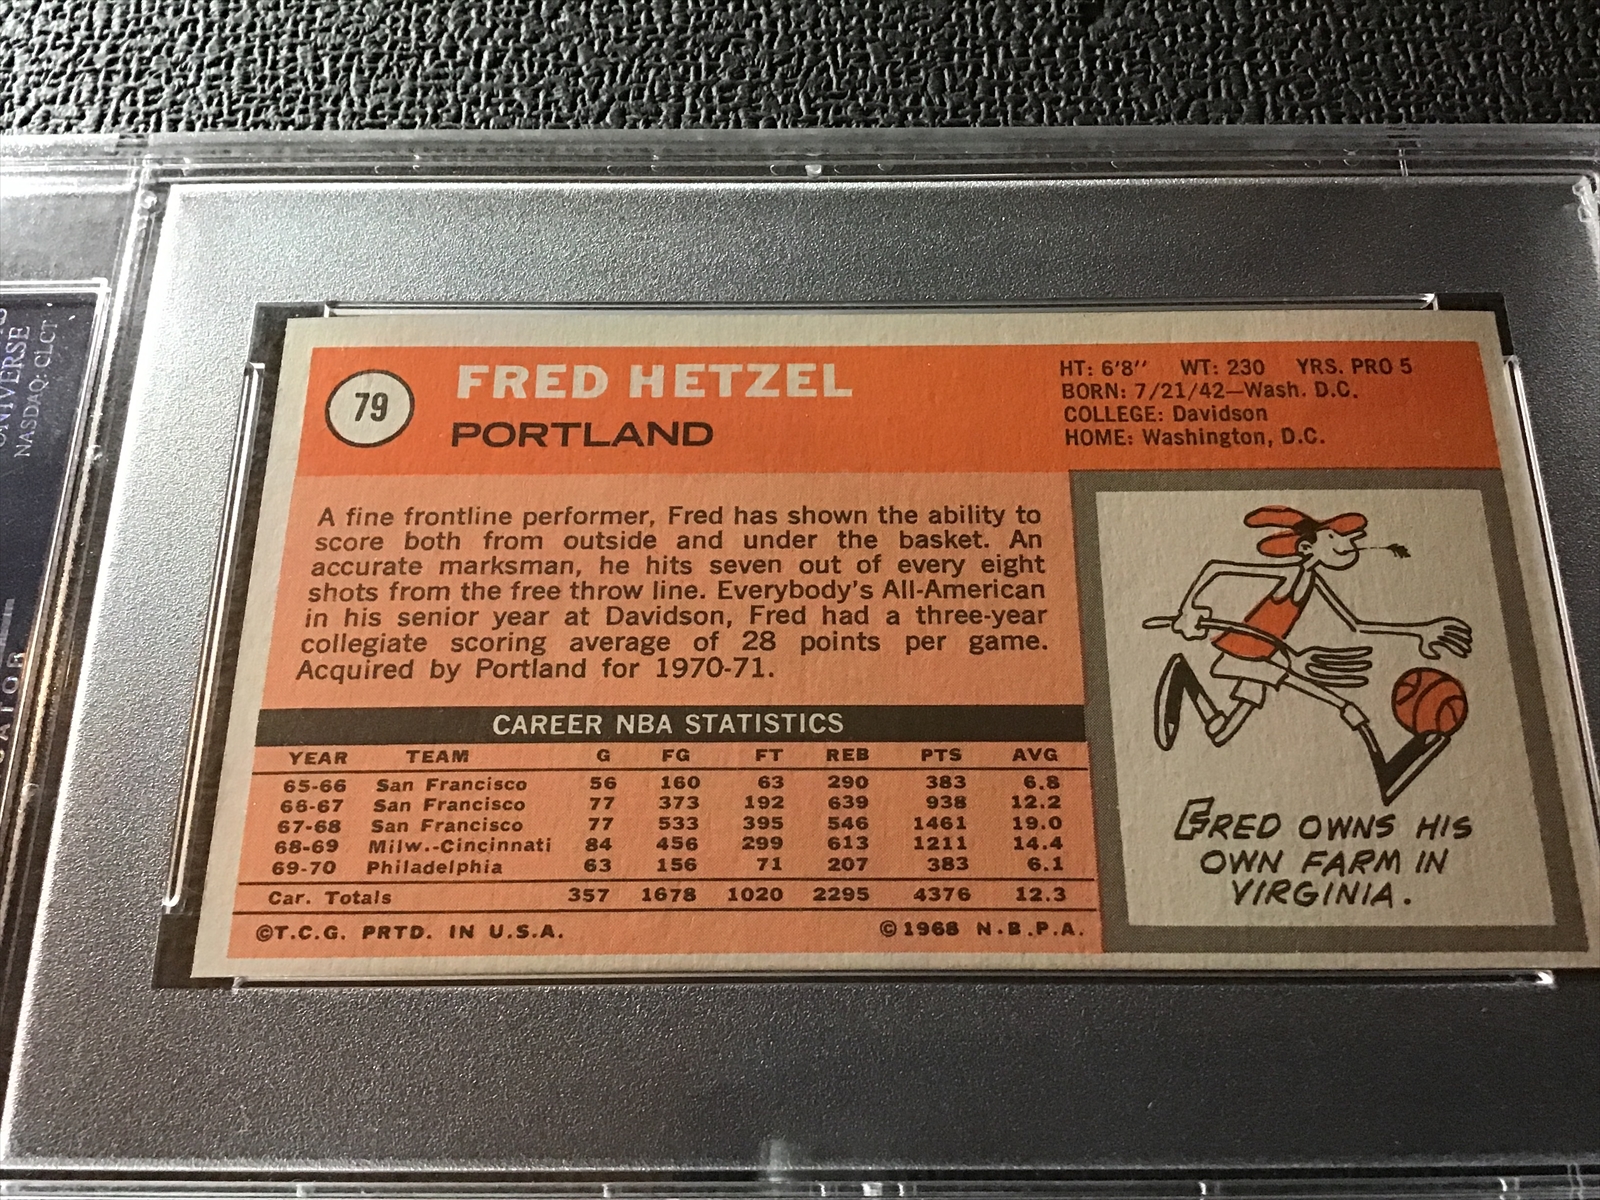 UNIVERSE
NASDAQ: CLCT
79
FRED HETZEL
PORTLAND
HT: 6'8'' WT: 230 YRS. PRO 5
BORN: 7/21/42—Wash. D.C.
COLLEGE: Davidson
HOME: Washington, D.C.
A fine frontline performer, Fred has shown the ability to
score both from outside and under the basket. An
accurate marksman, he hits seven out of every eight
shots from the free throw line. Everybody's All-American
in his senior year at Davidson, Fred had a three-year
collegiate scoring average of 28 points per game.
Acquired by Portland for 1970-71.
CAREER NBA STATISTICS
YEAR TEAM G FG FT REB PTS AVG
65-66 San Francisco 56 160 63 290 383 6.8
66-67 San Francisco 77 373 192 639 938 12.2
67-68 San Francisco 77 533 395 546 1461 19.0
68-69 Milw.-Cincinnati 84 456 299 613 1211 14.4
69-70 Philadelphia 63 156 71 207 383 6.1
Car. Totals 357 1678 1020 2295 4376 12.3
©T.C.G. PRTD. IN U.S.A. ©1968 N.B.P.A.
FRED OWNS HIS
OWN FARM IN
VIRGINIA.